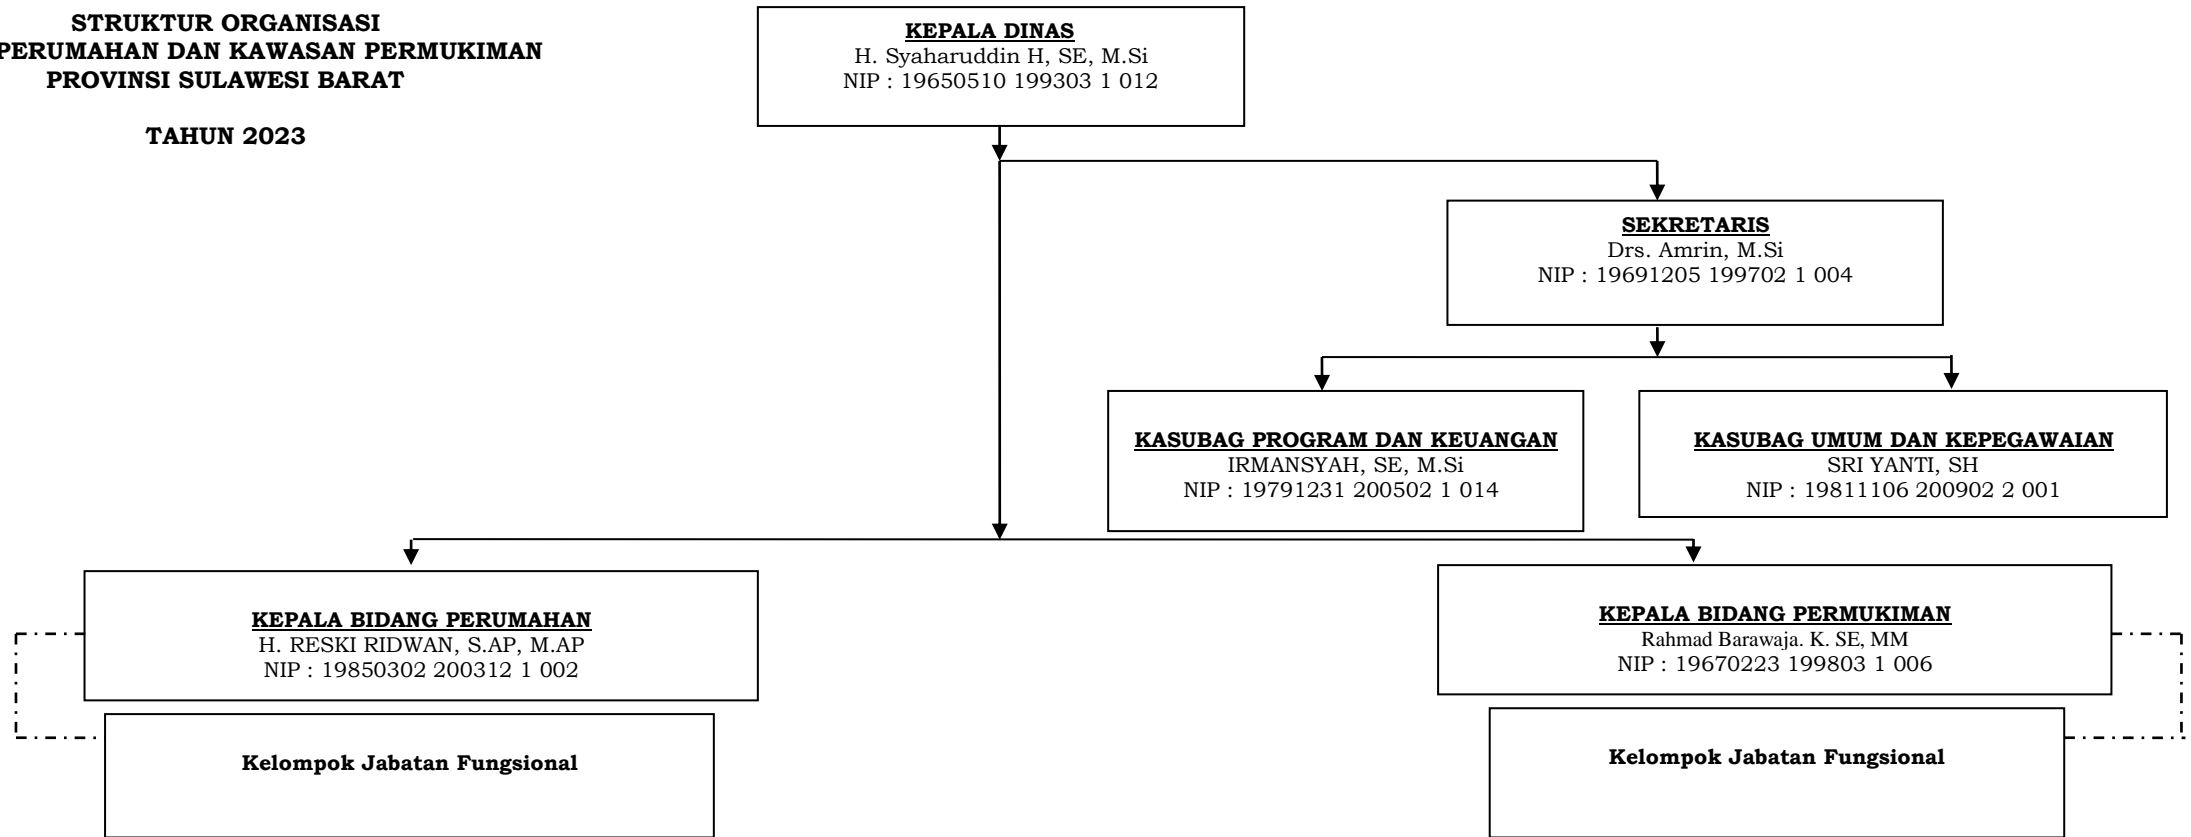 STRUKTUR ORGANISASI
PERUMAHAN DAN KAWASAN PERMUKIMAN
PROVINSI SULAWESI BARAT
TAHUN 2023
KEPALA DINAS
H. Syaharuddin H, SE, M.Si
NIP : 19650510 199303 1 012
SEKRETARIS
Drs. Amrin, M.Si
NIP : 19691205 199702 1 004
KASUBAG PROGRAM DAN KEUANGAN
IRMANSYAH, SE, M.Si
NIP : 19791231 200502 1 014
KASUBAG UMUM DAN KEPEGAWAIAN
SRI YANTI, SH
NIP : 19811106 200902 2 001
KEPALA BIDANG PERUMAHAN
H. RESKI RIDWAN, S.AP, M.AP
NIP : 19850302 200312 1 002
KEPALA BIDANG PERMUKIMAN
Rahmad Barawaja. K. SE, MM
NIP : 19670223 199803 1 006
Kelompok Jabatan Fungsional
Kelompok Jabatan Fungsional